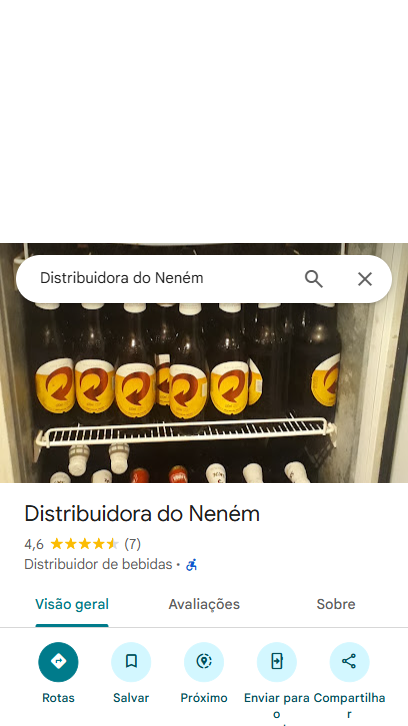 Distribuidora do Neném
Distribuidora do Neném
4,6 (7)
Distribuidor de bebidas ·
Visão geral
Avaliações
Sobre
Rotas
Salvar
Próximo
Enviar para o
Compartilhar